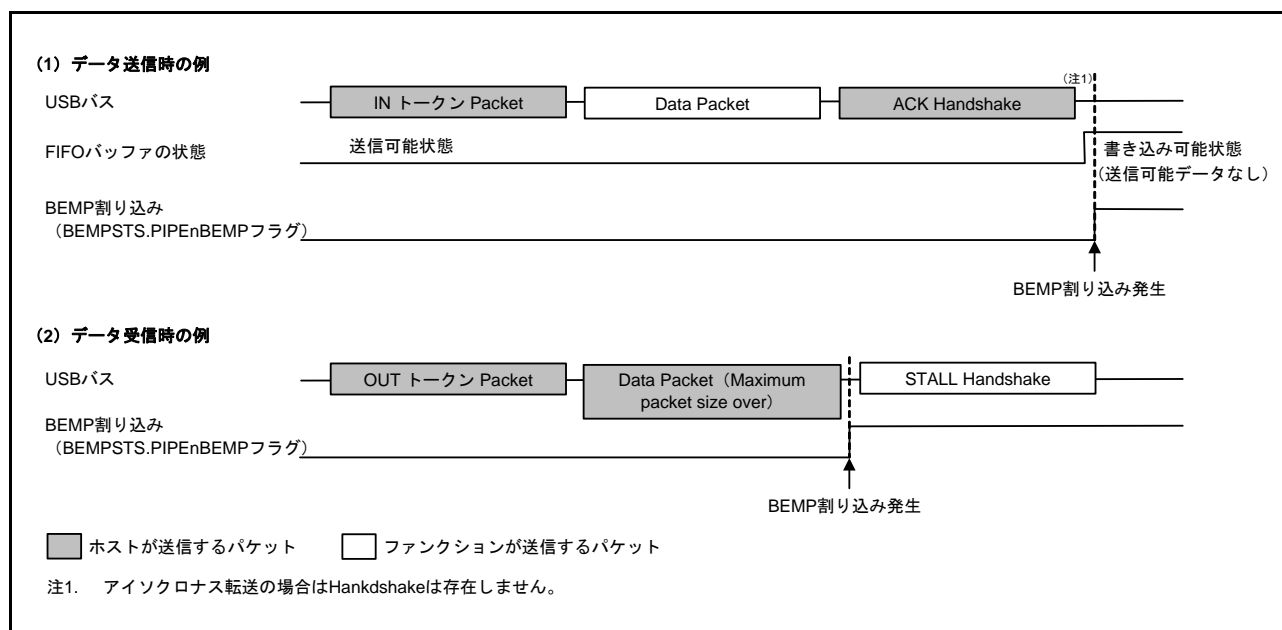 （1）データ送信時の例
（注1）
USBバス
IN トークン Packet
Data Packet
ACK Handshake
FIFOバッファの状態
送信可能状態
書き込み可能状態
（送信可能データなし）
BEMP割り込み
（BEMPSTS.PIPEnBEMPフラグ）
BEMP割り込み発生
（2）データ受信時の例
USBバス
OUT トークン Packet
Data Packet（Maximum
packet size over）
STALL Handshake
BEMP割り込み
（BEMPSTS.PIPEnBEMPフラグ）
BEMP割り込み発生
ホストが送信するパケット
ファンクションが送信するパケット
注1. アイソクロナス転送の場合はHankdshakeは存在しません。